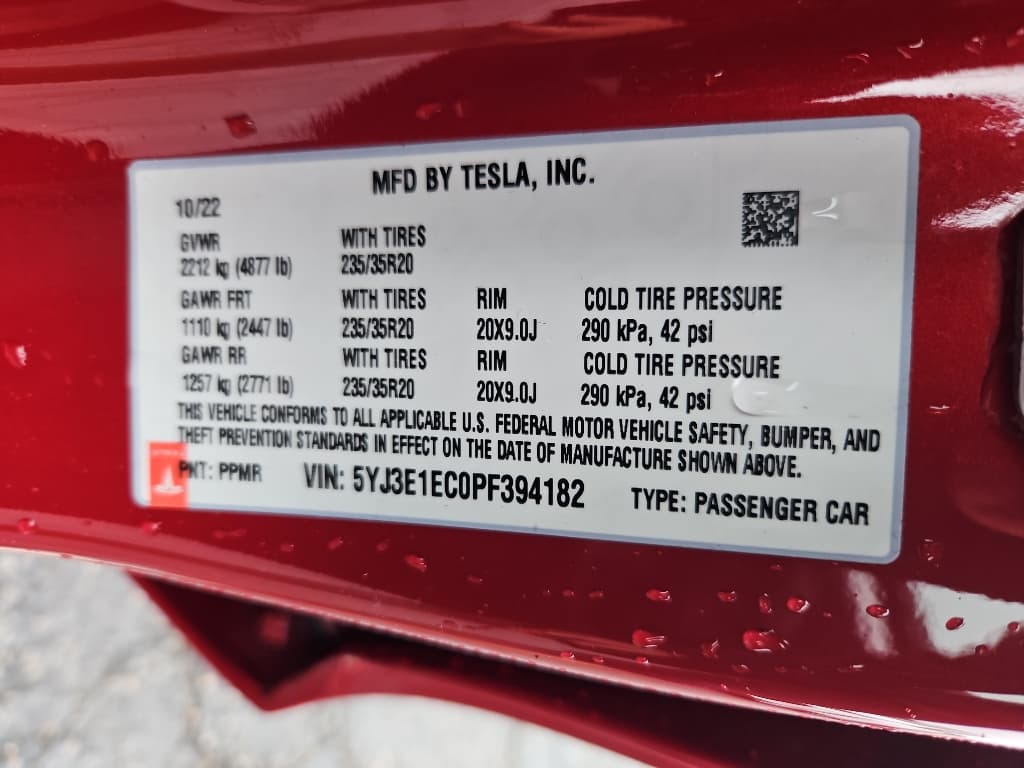 MFD BY TESLA, INC.
10/22
GVWR WITH TIRES
2212 kg (4877 lb) 235/35R20
GAWR FRT WITH TIRES RIM COLD TIRE PRESSURE
1110 kg (2447 lb) 235/35R20 20X9.0J 290 kPa, 42 psi
GAWR RR WITH TIRES RIM COLD TIRE PRESSURE
1257 kg (2771 lb) 235/35R20 20X9.0J 290 kPa, 42 psi
THIS VEHICLE CONFORMS TO ALL APPLICABLE U.S. FEDERAL MOTOR VEHICLE SAFETY, BUMPER, AND
THEFT PREVENTION STANDARDS IN EFFECT ON THE DATE OF MANUFACTURE SHOWN ABOVE.
PNT: PPMR VIN: 5YJ3E1EC0PF394182 TYPE: PASSENGER CAR